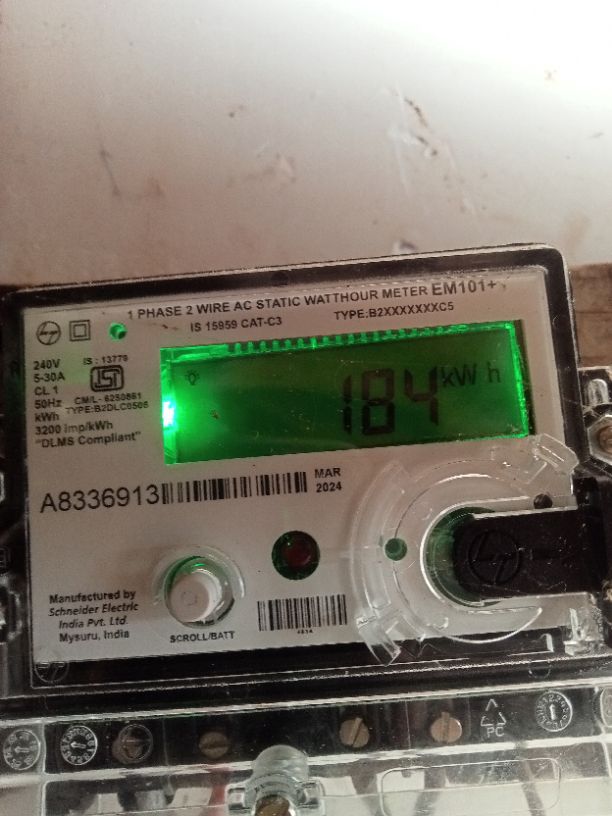 1 PHASE 2 WIRE AC STATIC WATTHOUR METER EM101+
IS 15959 CAT-C3 TYPE:B2XXXXXXXC5
240V IS : 13779
5-30A
CL 1
50Hz CM/L- 6250861
kWh TYPE:B2DLC0505
3200 imp/kWh
"DLMS Compliant"
184 kW h
A8336913
MAR
2024
Manufactured by
Schneider Electric
India Pvt. Ltd.
Mysuru, India
SCROLL/BATT
PC